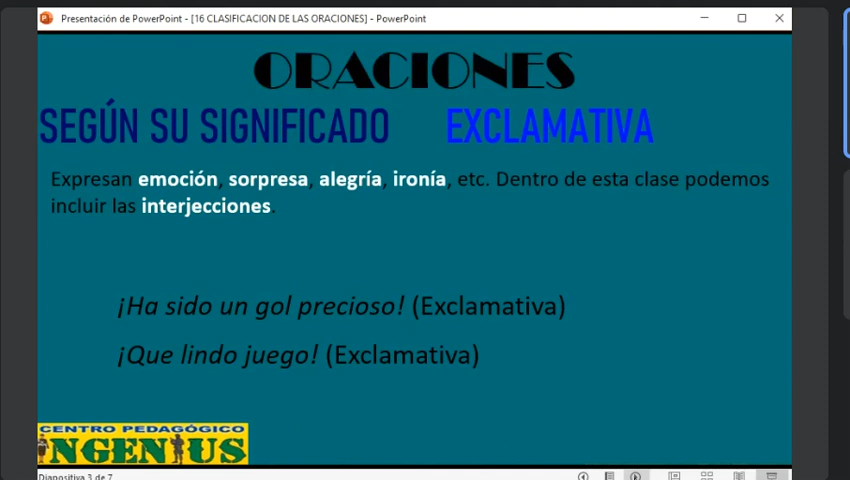 Presentación de PowerPoint - [16 CLASIFICACION DE LAS ORACIONES] - PowerPoint
ORACIONES
SEGÚN SU SIGNIFICADO EXCLAMATIVA
Expresan emoción, sorpresa, alegría, ironía, etc. Dentro de esta clase podemos
incluir las interjecciones.
¡Ha sido un gol precioso! (Exclamativa)
¡Que lindo juego! (Exclamativa)
CENTRO PEDAGÓGICO
INGENIUS
Diapositiva 3 de 7